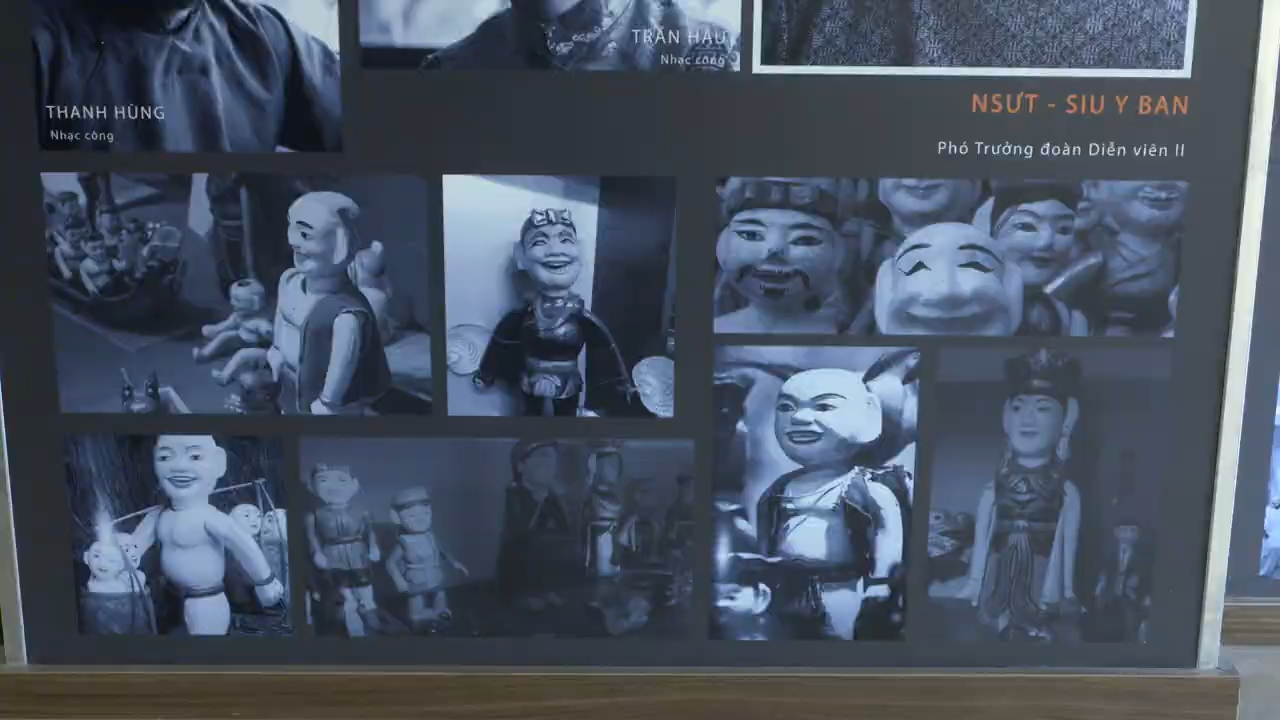 TRẦN HẬU
Nhạc công
THANH HÙNG
Nhạc công
NSƯT - SIU Y BAN
Phó Trưởng đoàn Diễn viên II